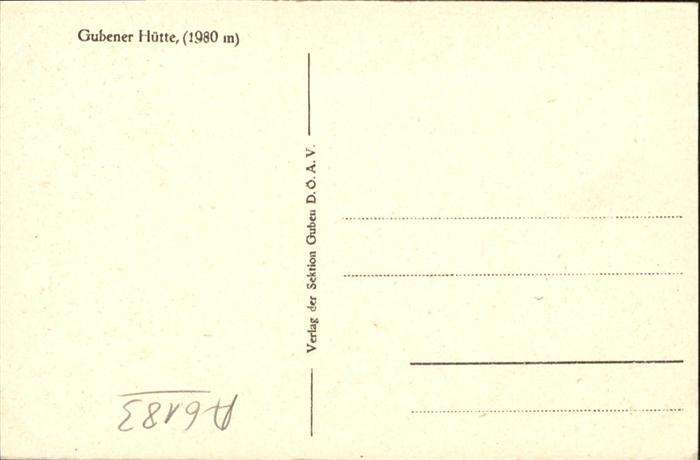 Gubener Hütte, (1980 m)
Verlag der Sektion Guben D. Ö. A. V.
A6183